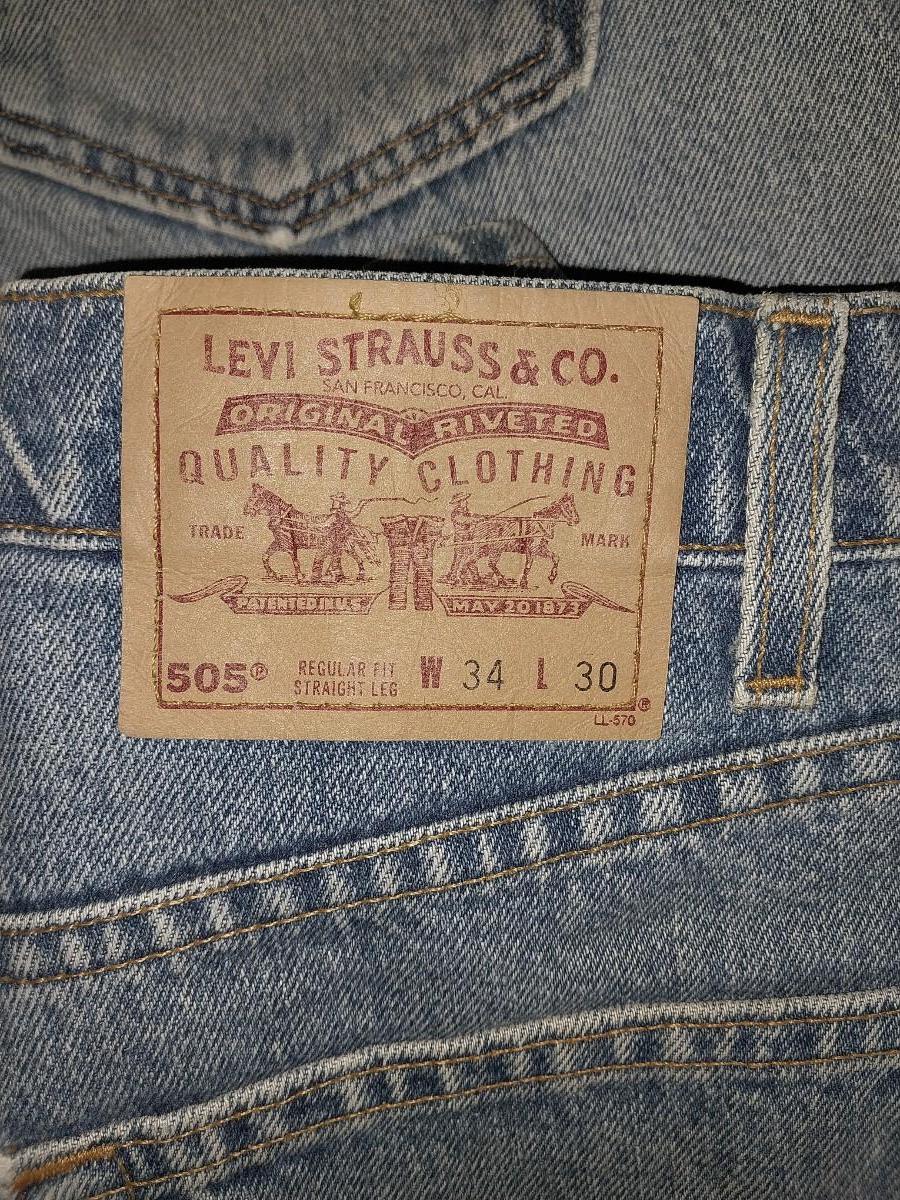 LEVI STRAUSS & CO.
SAN FRANCISCO, CAL.
ORIGINAL RIVETED
QUALITY CLOTHING
TRADE MARK
PATENTED IN U.S. MAY 20 1873
505® REGULAR FIT W 34 L 30
STRAIGHT LEG
®
LL-570